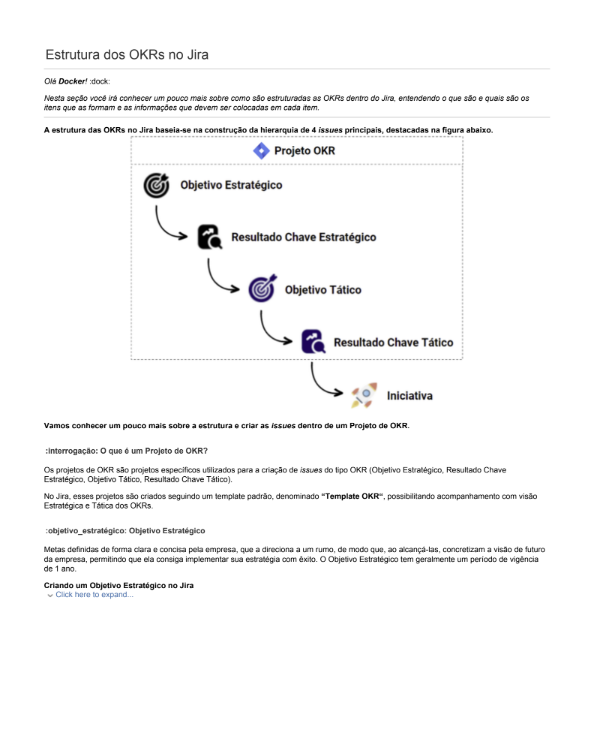 Estrutura dos OKRs no Jira
Olá Docker! :dock:
Nesta seção você irá conhecer um pouco mais sobre como são estruturadas as OKRs dentro do Jira, entendendo o que são e quais são os
itens que as formam e as informações que devem ser colocadas em cada item.
A estrutura das OKRs no Jira baseia-se na construção da hierarquia de 4 issues principais, destacadas na figura abaixo.
Projeto OKR
Objetivo Estratégico
Resultado Chave Estratégico
Objetivo Tático
Resultado Chave Tático
Iniciativa
Vamos conhecer um pouco mais sobre a estrutura e criar as issues dentro de um Projeto de OKR.
:interrogação: O que é um Projeto de OKR?
Os projetos de OKR são projetos específicos utilizados para a criação de issues do tipo OKR (Objetivo Estratégico, Resultado Chave
Estratégico, Objetivo Tático, Resultado Chave Tático).
No Jira, esses projetos são criados seguindo um template padrão, denominado “Template OKR“, possibilitando acompanhamento com visão
Estratégica e Tática dos OKRs.
:objetivo_estratégico: Objetivo Estratégico
Metas definidas de forma clara e concisa pela empresa, que a direciona a um rumo, de modo que, ao alcançá-las, concretizam a visão de futuro
da empresa, permitindo que ela consiga implementar sua estratégia com êxito. O Objetivo Estratégico tem geralmente um período de vigência
de 1 ano.
Criando um Objetivo Estratégico no Jira
Click here to expand...